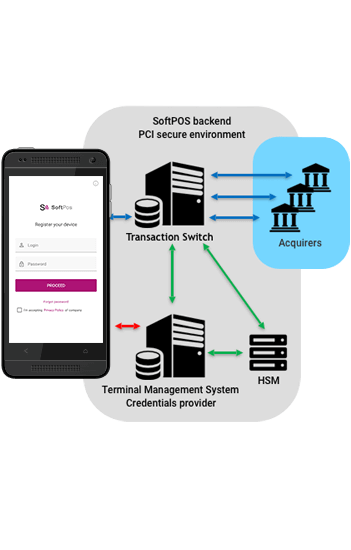 SoftPOS backend
PCI secure environment
SoftPos
Register your device
Login
Password
PROCEED
Forgot password
I'm accepting Privacy Policy of company
Transaction Switch
Acquirers
Terminal Management System
Credentials provider
HSM